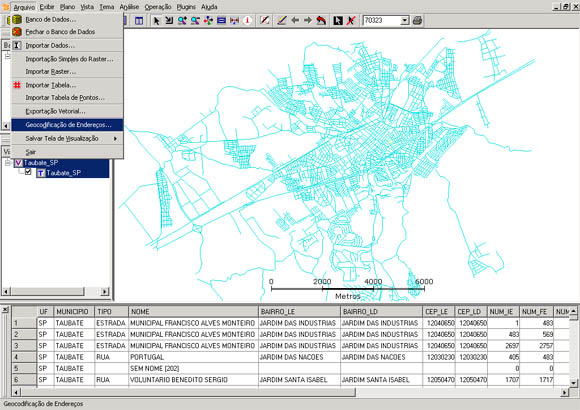 Arquivo Exibir Plano Vista Tema Análise Operação Plugins Ajuda
Banco de Dados...
Fechar o Banco de Dados
Importar Dados...
Importação Simples do Raster...
Importar Raster...
Importar Tabela...
Importar Tabela de Pontos...
Exportação Vetorial...
Geocodificação de Endereços...
Salvar Tela de Visualização
Sair
70323
Taubate_SP
Taubate_SP
0 2000 4000 6000
Metros
UF MUNICIPIO TIPO NOME BAIRRO_LE BAIRRO_LD CEP_LE CEP_LD NUM_IE NUM_FE NUM
1 SP TAUBATE ESTRADA MUNICIPAL FRANCISCO ALVES MONTEIRO JARDIM DAS INDUSTRIAS JARDIM DAS INDUSTRIAS 12040650 12040650 1 483
2 SP TAUBATE ESTRADA MUNICIPAL FRANCISCO ALVES MONTEIRO JARDIM DAS INDUSTRIAS JARDIM DAS INDUSTRIAS 12040650 12040650 483 569
3 SP TAUBATE ESTRADA MUNICIPAL FRANCISCO ALVES MONTEIRO JARDIM DAS INDUSTRIAS JARDIM DAS INDUSTRIAS 12040650 12040650 2697 2757
4 SP TAUBATE RUA PORTUGAL JARDIM DAS NACOES JARDIM DAS NACOES 12030230 12030230 405 483
5 SP TAUBATE SEM NOME [202] 0 0
6 SP TAUBATE RUA VOLUNTARIO BENEDITO SERGIO JARDIM SANTA ISABEL JARDIM SANTA ISABEL 12050470 12050470 1707 1717
Geocodificação de Endereços